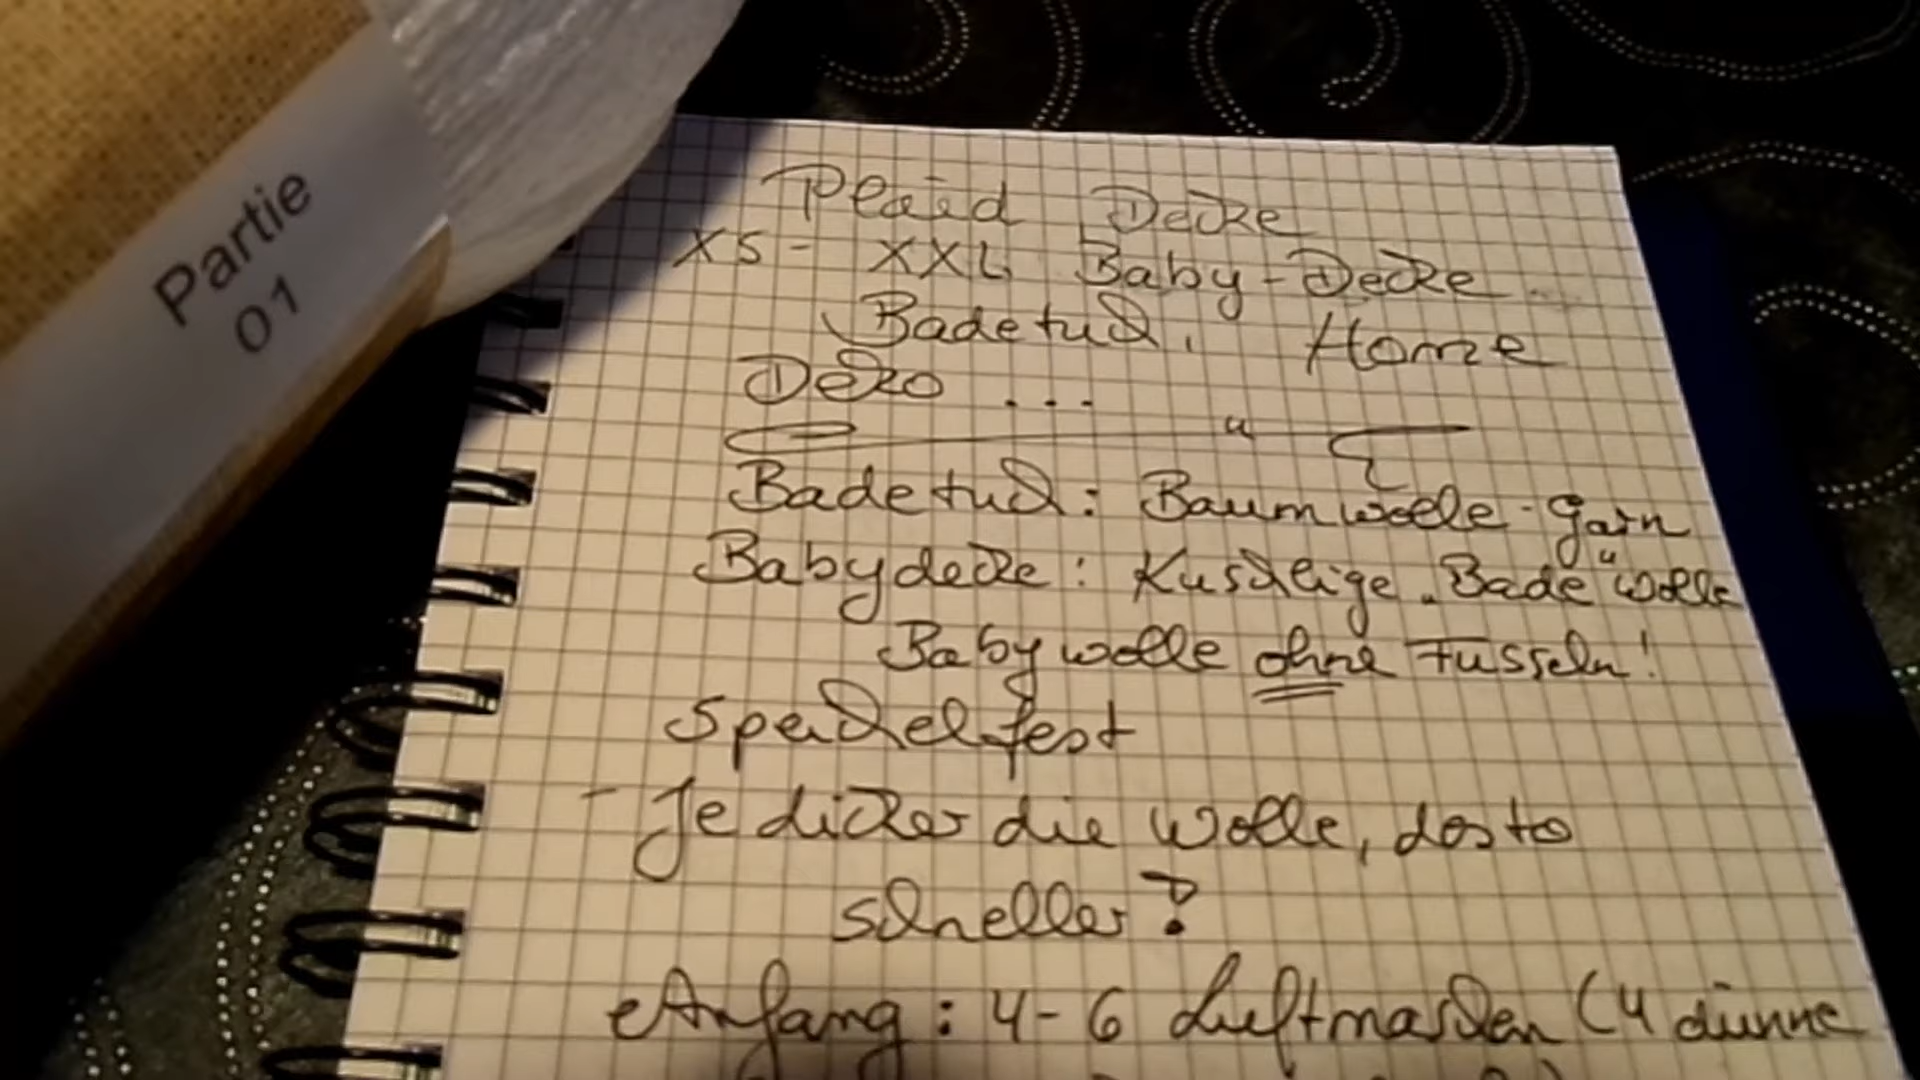 Partie
01
Plaid Decke
XS - XXL Baby-Decke
Badetuch, Home
Deko ...
Badetuch: Baumwolle-Garn
Babydecke: Kuschlige "Bade" wolle
Babywolle ohne Fusseln!
Speichelfest
- Je dicker die Wolle, desto
schneller?
Anfang: 4-6 Luftmaschen (4 dünne